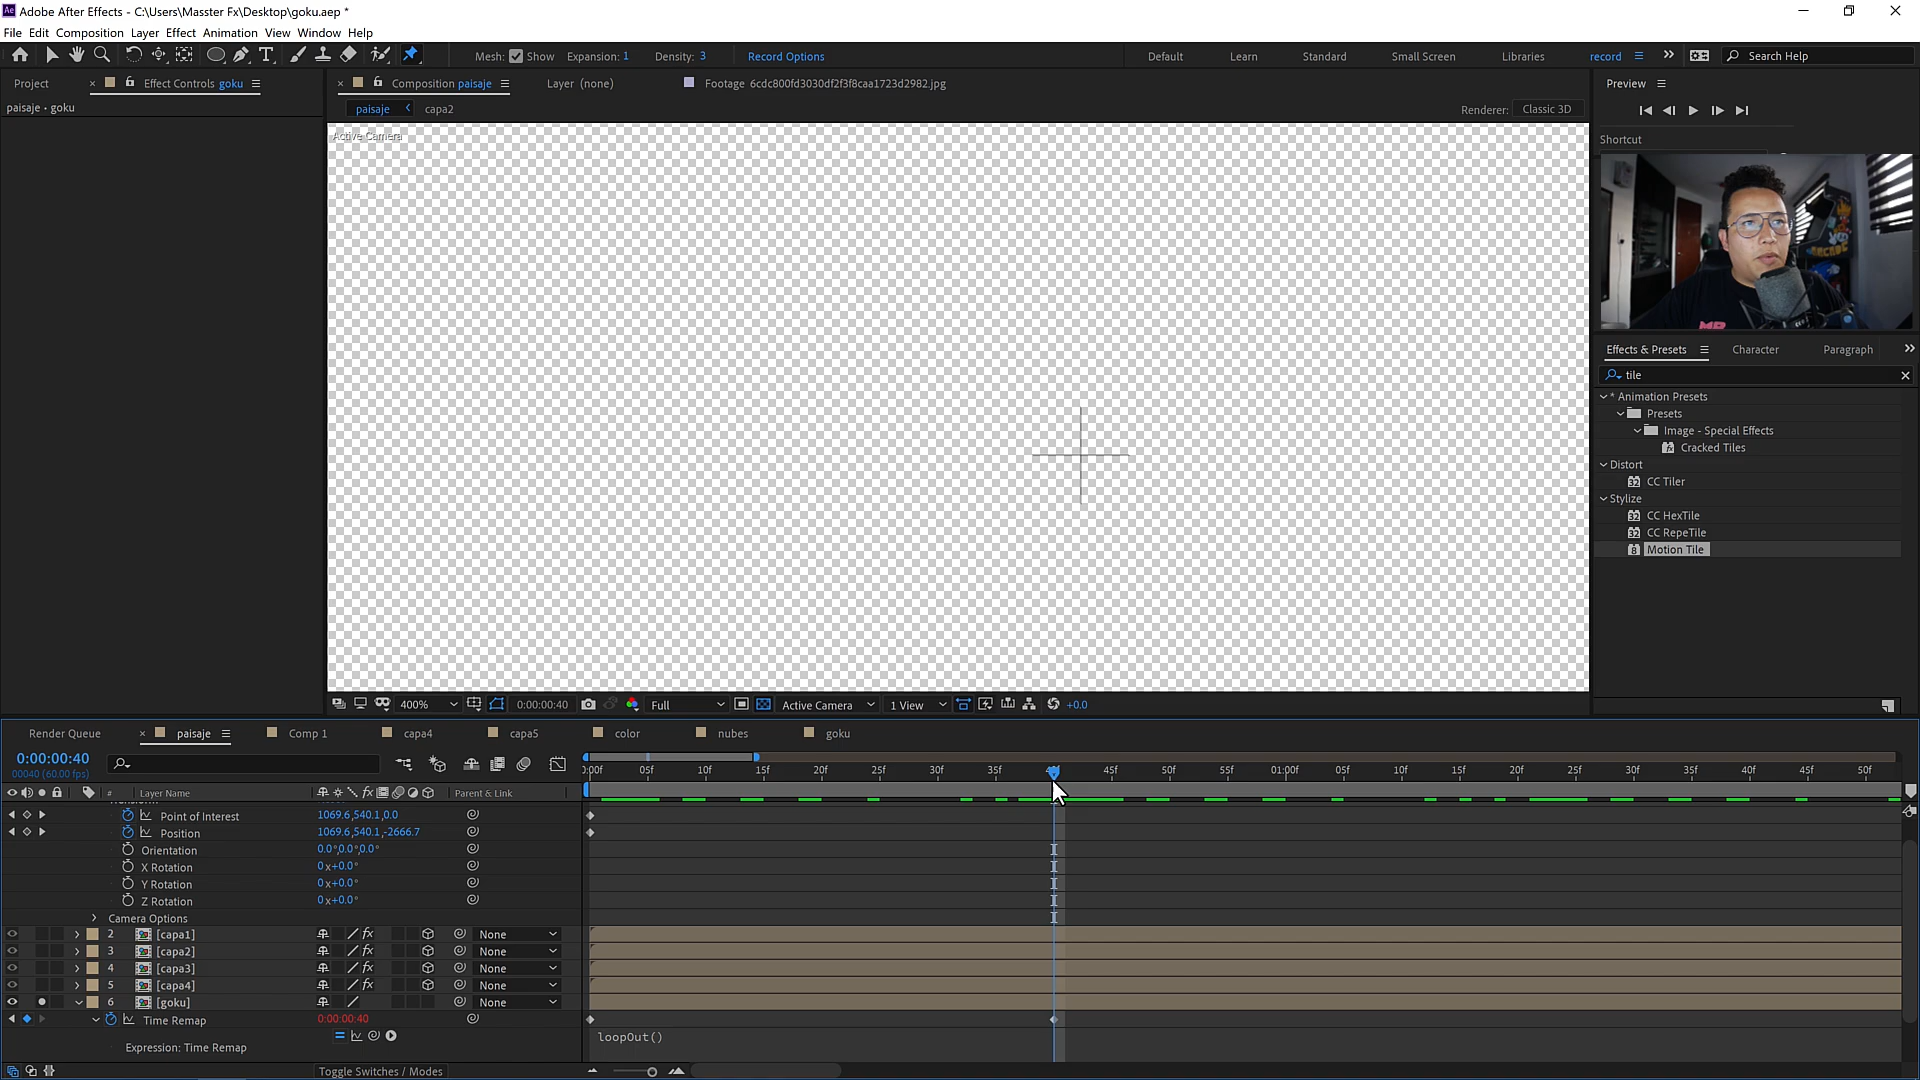 Ae Adobe After Effects - C:\Users\Masster Fx\Desktop\goku.aep *
File Edit Composition Layer Effect Animation View Window Help
Mesh: Show Expansion: 1 Density: 3 Record Options Default Learn Standard Small Screen Libraries record Search Help
Project Effect Controls goku Composition paisaje Layer (none) Footage 6cdc800fd3030df2f3f8caa1723d2982.jpg Preview
paisaje • goku
paisaje capa2 Renderer: Classic 3D
Active Camera
Shortcut
Effects & Presets Character Paragraph
tile
* Animation Presets
Presets
Image - Special Effects
Cracked Tiles
Distort
CC Tiler
Stylize
CC HexTile
CC RepeTile
Motion Tile
400% 0:00:00:40 Full Active Camera 1 View +0.0
Render Queue paisaje Comp 1 capa4 capa5 color nubes goku
0:00:00:40
00040 (60.00 fps)
05f 10f 15f 20f 25f 30f 35f 45f 50f 55f 01:00f 05f 10f 15f 20f 25f 30f 35f 40f 45f 50f
# Layer Name Parent & Link
Point of Interest 1069.6,540.1,0.0
Position 1069.6,540.1,-2666.7
Orientation 0.0°,0.0°,0.0°
X Rotation 0x+0.0°
Y Rotation 0x+0.0°
Z Rotation 0x+0.0°
Camera Options
2 [capa1] None
3 [capa2] None
4 [capa3] None
5 [capa4] None
6 [goku] None
Time Remap 0:00:00:40
loopOut()
Expression: Time Remap
Toggle Switches / Modes